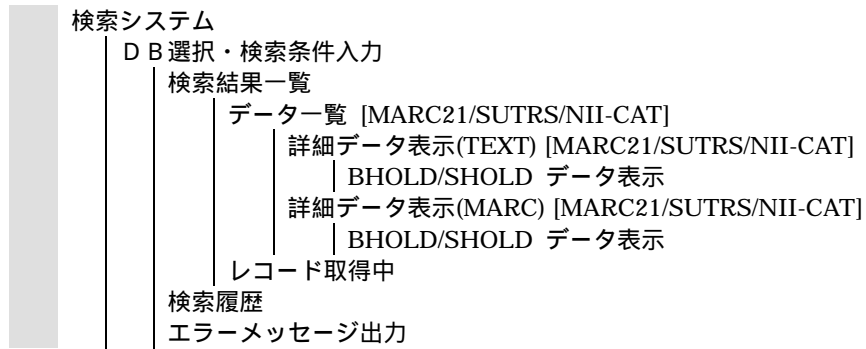 検索システム
ＤＢ選択・検索条件入力
検索結果一覧
データ一覧 [MARC21/SUTRS/NII-CAT]
詳細データ表示(TEXT) [MARC21/SUTRS/NII-CAT]
BHOLD/SHOLD データ表示
詳細データ表示(MARC) [MARC21/SUTRS/NII-CAT]
BHOLD/SHOLD データ表示
レコード取得中
検索履歴
エラーメッセージ出力